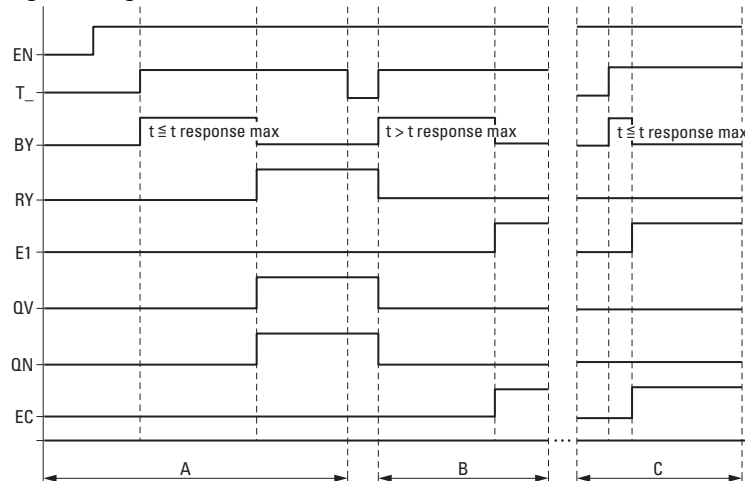 EN
T_
t ≦ t response max
t > t response max
t ≦ t response max
BY
RY
E1
QV
QN
EC
...
A
B
C